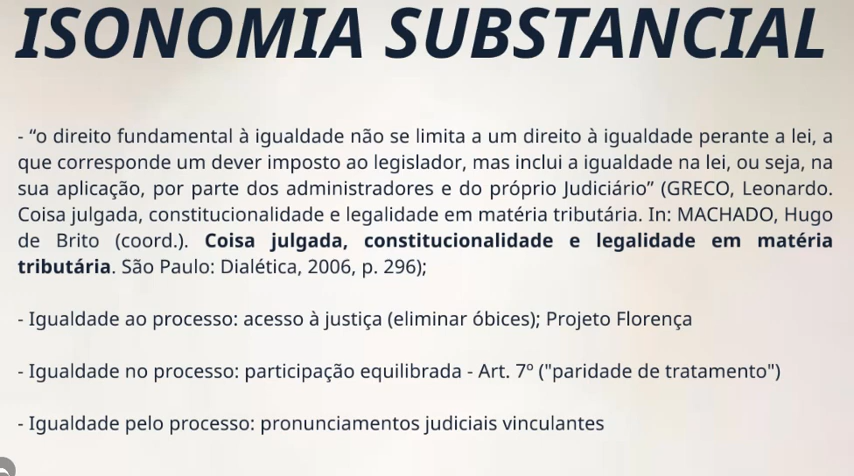 ISONOMIA SUBSTANCIAL
- “o direito fundamental à igualdade não se limita a um direito à igualdade perante a lei, a
que corresponde um dever imposto ao legislador, mas inclui a igualdade na lei, ou seja, na
sua aplicação, por parte dos administradores e do próprio Judiciário” (GRECO, Leonardo.
Coisa julgada, constitucionalidade e legalidade em matéria tributária. In: MACHADO, Hugo
de Brito (coord.). Coisa julgada, constitucionalidade e legalidade em matéria
tributária. São Paulo: Dialética, 2006, p. 296);
- Igualdade ao processo: acesso à justiça (eliminar óbices); Projeto Florença
- Igualdade no processo: participação equilibrada - Art. 7º ("paridade de tratamento")
- Igualdade pelo processo: pronunciamentos judiciais vinculantes